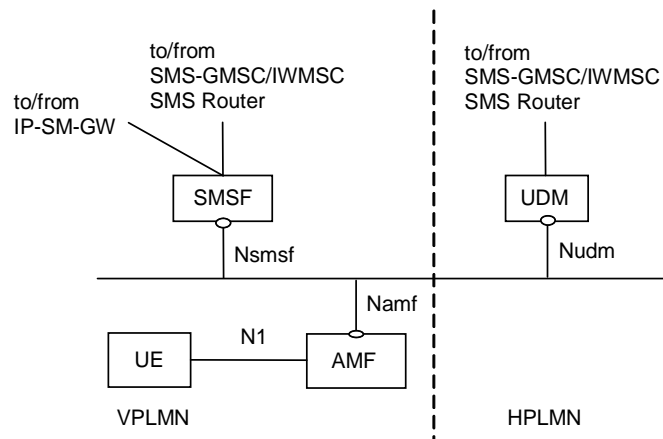 to/from
SMS-GMSC/IWMSC
SMS Router
to/from
SMS-GMSC/IWMSC
SMS Router
to/from
IP-SM-GW
SMSF
UDM
Nsmsf
Nudm
Namf
N1
UE
AMF
VPLMN
HPLMN